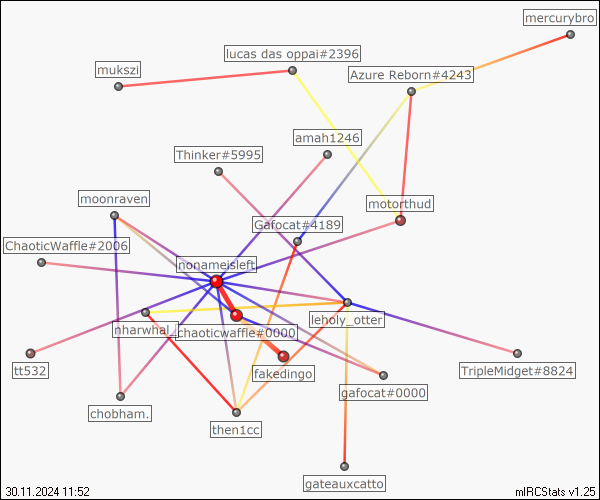 mercurybro
lucas das oppai#2396
mukszi
Azure Reborn#4243
amah1246
Thinker#5995
moonraven
motorthud
Gafocat#4189
ChaoticWaffle#2006
nonameisleft
leholy_otter
nharwhal_
chaoticwaffle#0000
tt532
fakedingo
TripleMidget#8824
gafocat#0000
chobham.
then1cc
gateauxcatto
30.11.2024 11:52
mIRCStats v1.25